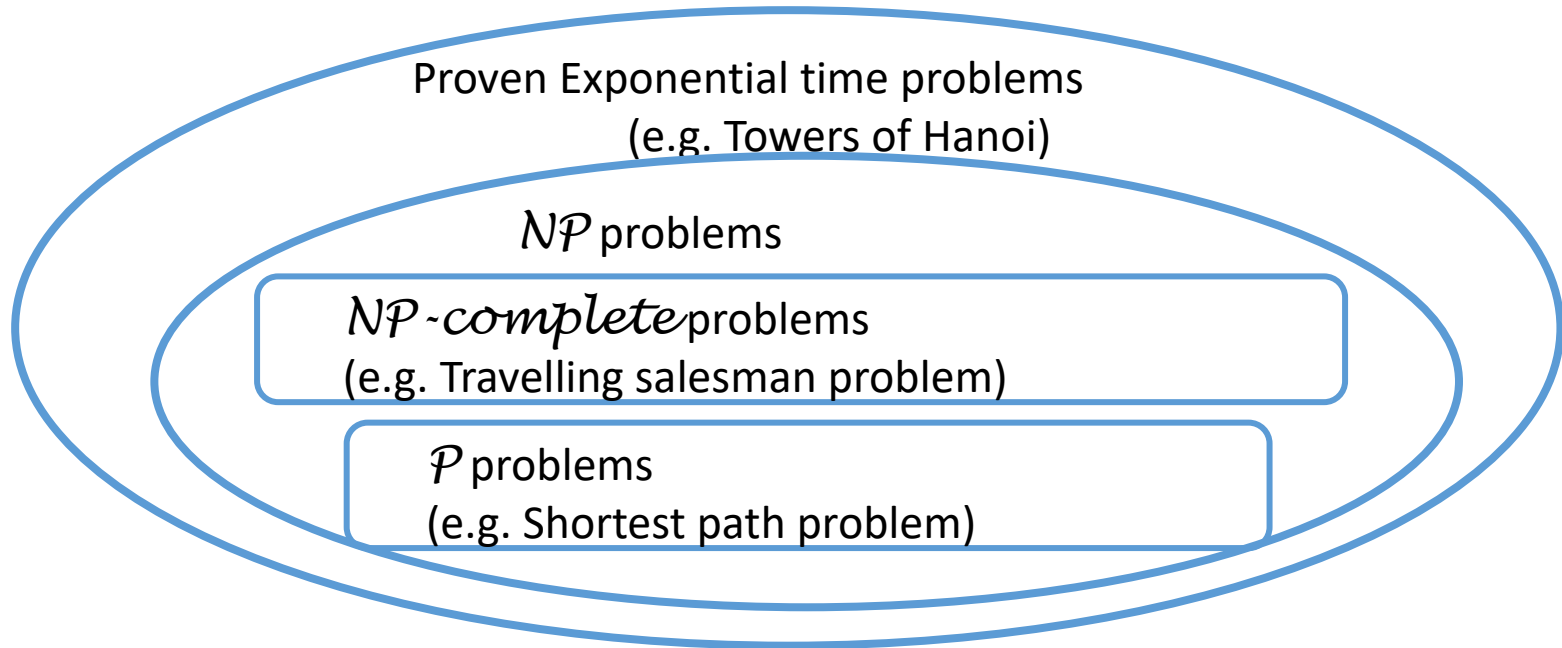 Proven Exponential time problems
(e.g. Towers of Hanoi)
NP problems
NP-complete problems
(e.g. Travelling salesman problem)
P problems
(e.g. Shortest path problem)